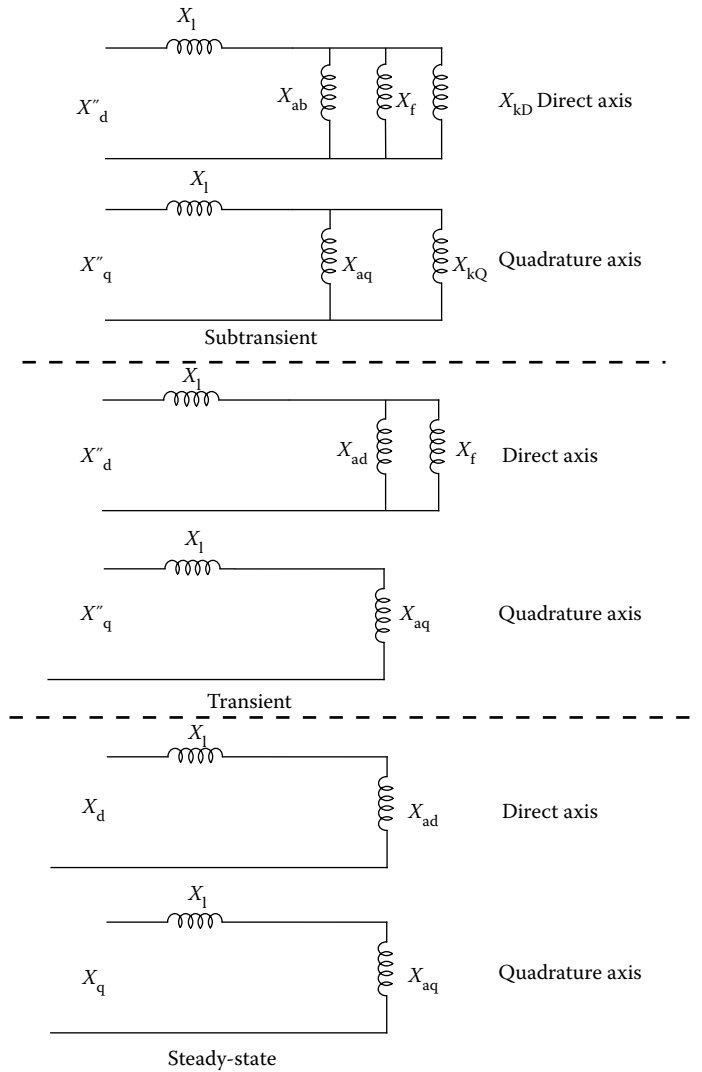 X_l
X_ab X_f
X″_d X_kD Direct axis
X_l
X″_q X_aq X_kQ Quadrature axis
Subtransient
X_l
X″_d X_ad X_f Direct axis
X_l
X″_q X_aq Quadrature axis
Transient
X_l
X_d X_ad Direct axis
X_l
X_q X_aq Quadrature axis
Steady-state